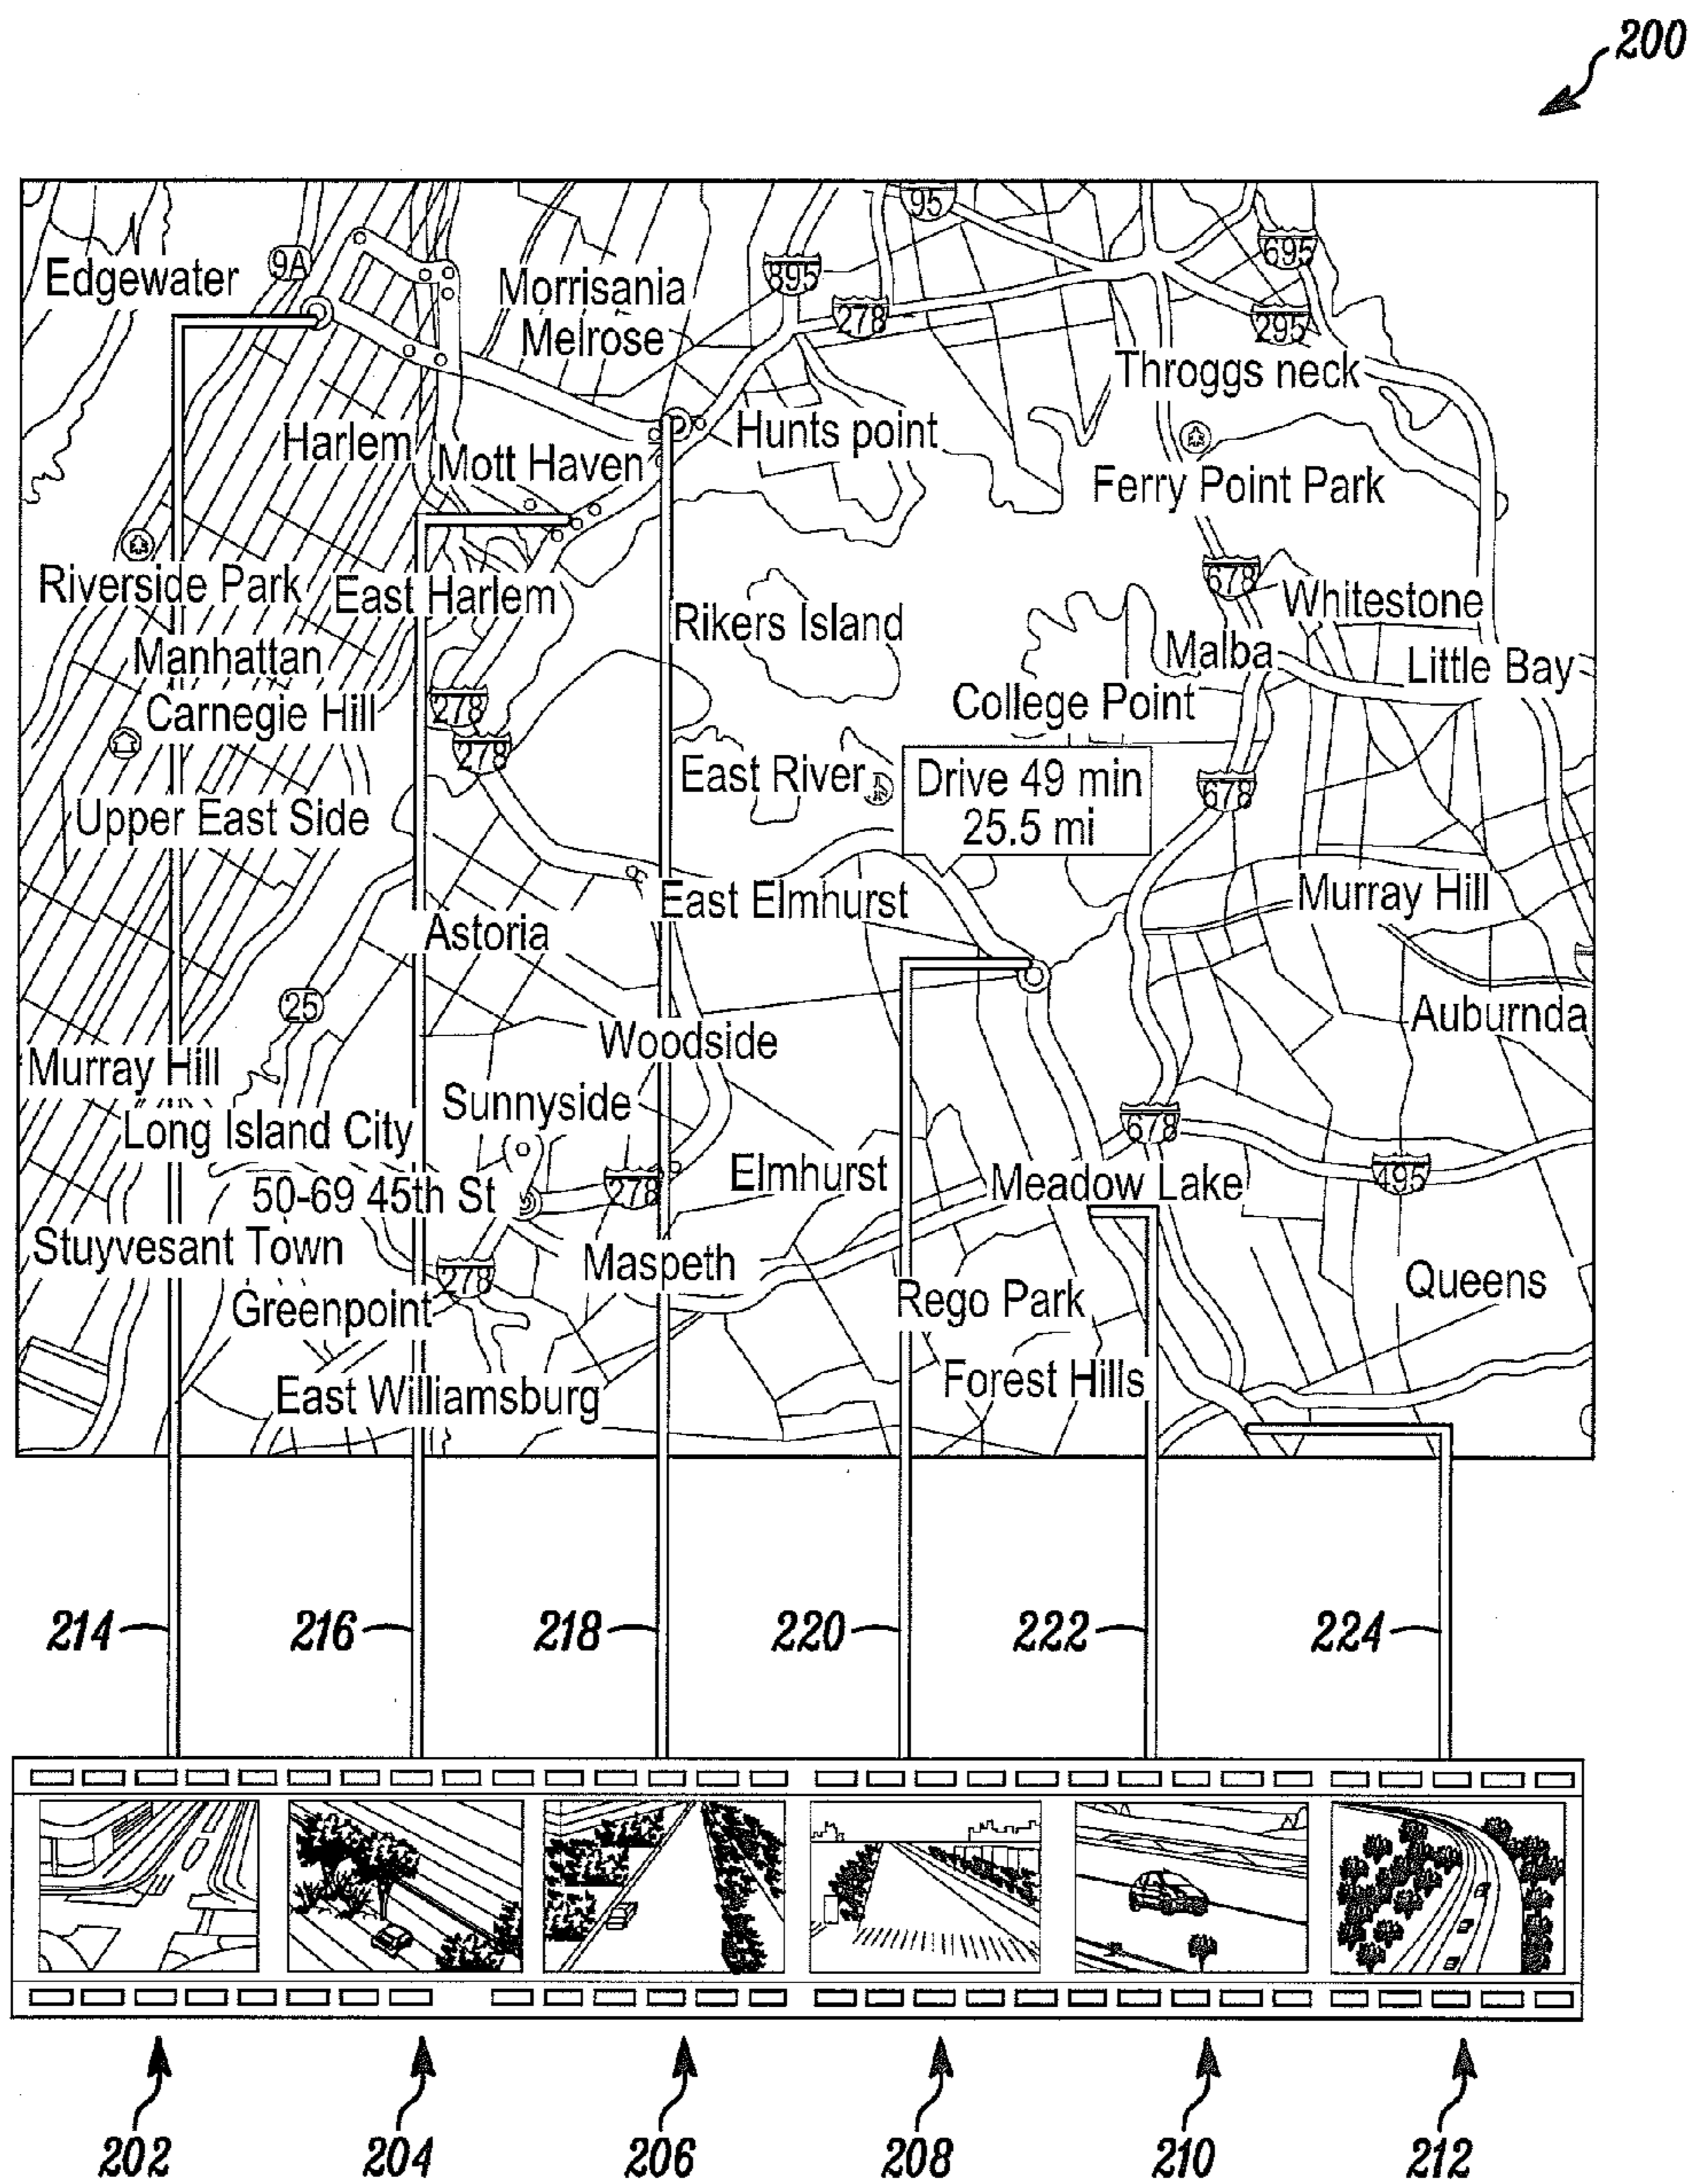 200
95
695
9A
Edgewater
895
Morrisania
Melrose
278
295
Throggs neck
Hunts point
Harlem
Mott Haven
Ferry Point Park
678
Riverside Park
East Harlem
Whitestone
Rikers Island
Manhattan
Malba
Little Bay
Carnegie Hill
278
College Point
278
East River
Drive 49 min
25.5 mi
678
Upper East Side
East Elmhurst
Murray Hill
Astoria
25
Auburnda
Woodside
Murray Hill
Sunnyside
678
Long Island City
Elmhurst
495
Meadow Lake
50-69 45th St
278
Stuyvesant Town
Maspeth
278
Queens
Greenpoint
Rego Park
Forest Hills
East Williamsburg
214
216
218
220
222
224
202
204
206
208
210
212